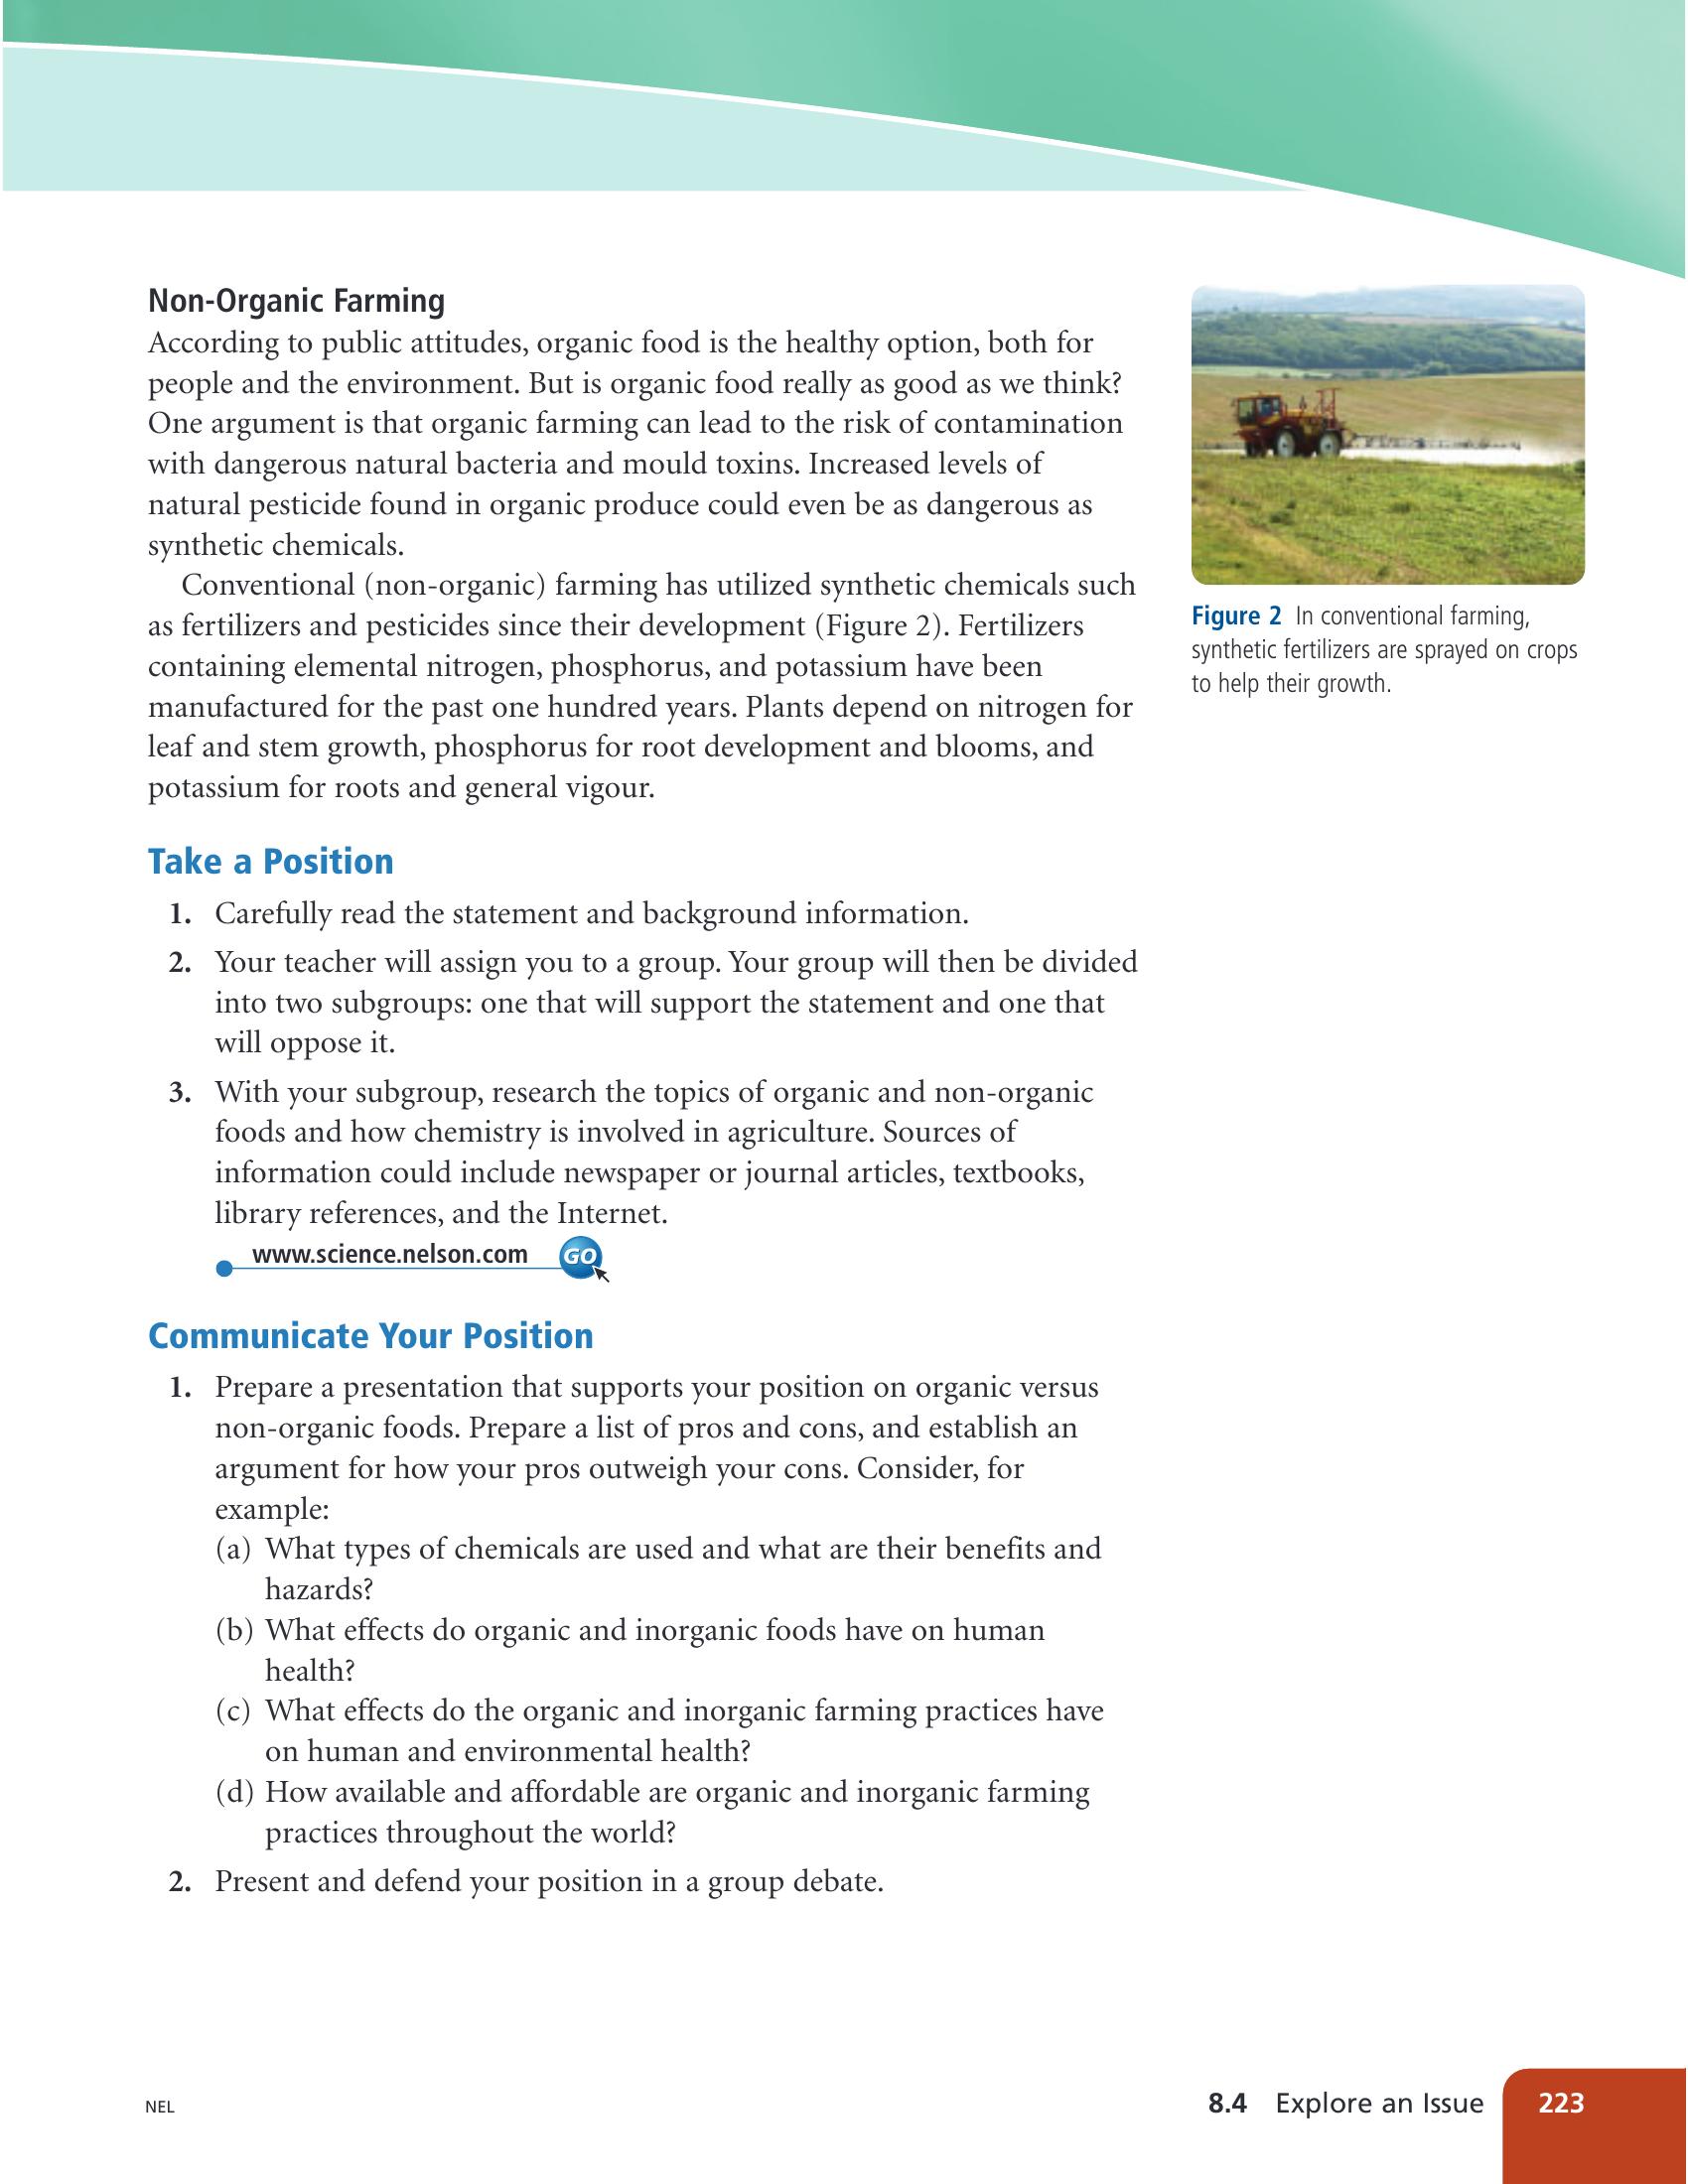 Non-Organic Farming
According to public attitudes, organic food is the healthy option, both for
people and the environment. But is organic food really as good as we think?
One argument is that organic farming can lead to the risk of contamination
with dangerous natural bacteria and mould toxins. Increased levels of
natural pesticide found in organic produce could even be as dangerous as
synthetic chemicals.
Conventional (non-organic) farming has utilized synthetic chemicals such
as fertilizers and pesticides since their development (Figure 2). Fertilizers
containing elemental nitrogen, phosphorus, and potassium have been
manufactured for the past one hundred years. Plants depend on nitrogen for
leaf and stem growth, phosphorus for root development and blooms, and
potassium for roots and general vigour.
Figure 2 In conventional farming,
synthetic fertilizers are sprayed on crops
to help their growth.
Take a Position
1. Carefully read the statement and background information.
2. Your teacher will assign you to a group. Your group will then be divided
into two subgroups: one that will support the statement and one that
will oppose it.
3. With your subgroup, research the topics of organic and non-organic
foods and how chemistry is involved in agriculture. Sources of
information could include newspaper or journal articles, textbooks,
library references, and the Internet.
www.science.nelson.com GO
Communicate Your Position
1. Prepare a presentation that supports your position on organic versus
non-organic foods. Prepare a list of pros and cons, and establish an
argument for how your pros outweigh your cons. Consider, for
example:
(a) What types of chemicals are used and what are their benefits and
hazards?
(b) What effects do organic and inorganic foods have on human
health?
(c) What effects do the organic and inorganic farming practices have
on human and environmental health?
(d) How available and affordable are organic and inorganic farming
practices throughout the world?
2. Present and defend your position in a group debate.
NEL
8.4 Explore an Issue 223